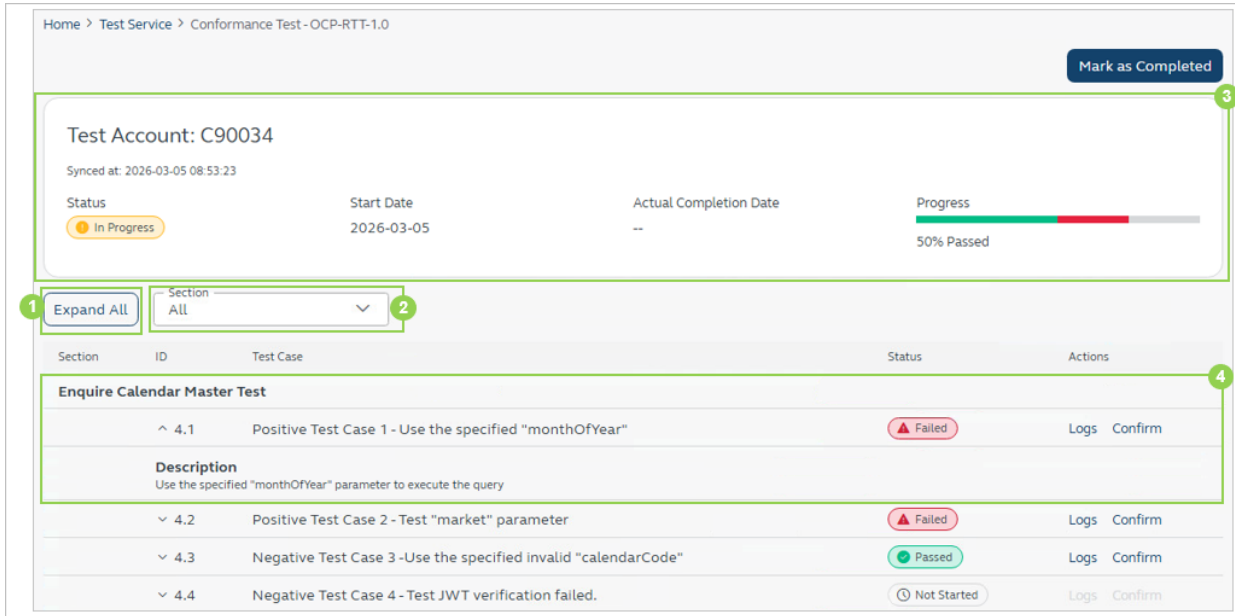 Home > Test Service > Conformance Test - OCP-RTT-1.0
Mark as Completed
3
Test Account: C90034
Synced at: 2026-03-05 08:53:23
Status Start Date Actual Completion Date Progress
In Progress 2026-03-05 -- 50% Passed
1 Expand All Section All 2
Section ID Test Case Status Actions
4
Enquire Calendar Master Test
4.1 Positive Test Case 1 - Use the specified "monthOfYear" Failed Logs Confirm
Description
Use the specified "monthOfYear" parameter to execute the query
4.2 Positive Test Case 2 - Test "market" parameter Failed Logs Confirm
4.3 Negative Test Case 3 -Use the specified invalid "calendarCode" Passed Logs Confirm
4.4 Negative Test Case 4 - Test JWT verification failed. Not Started Logs Confirm